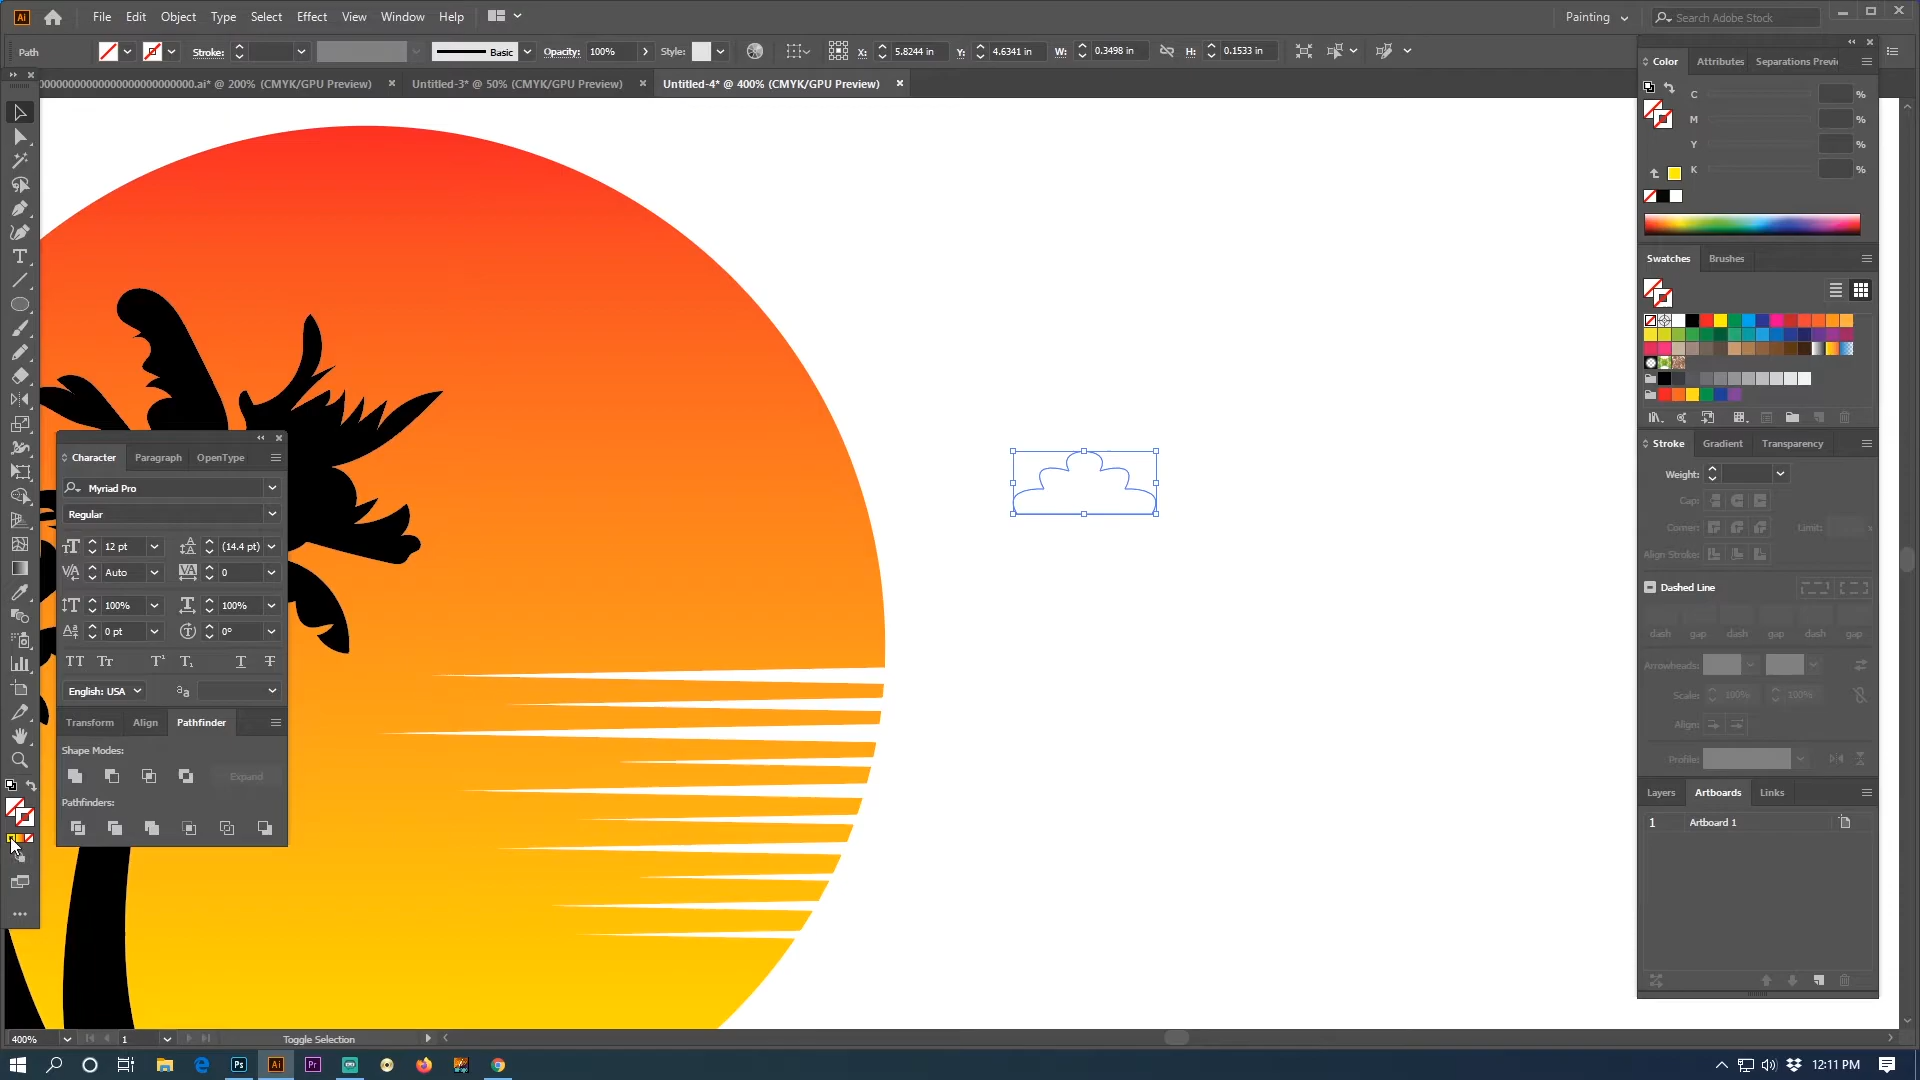 Ai File Edit Object Type Select Effect View Window Help Painting Search Adobe Stock
Path Stroke: Basic Opacity: 100% Style: X: 5.8244 in Y: 4.6341 in W: 0.3498 in H: 0.1533 in
.ai* @ 200% (CMYK/GPU Preview) × Untitled-3* @ 50% (CMYK/GPU Preview) × Untitled-4* @ 400% (CMYK/GPU Preview) ×
Color Attributes Separations Previ
C %
M %
Y %
K %
Swatches Brushes
Stroke Gradient Transparency
Weight:
Cap:
Corner: Limit:
Align Stroke:
Dashed Line
dash gap dash gap dash gap
Arrowheads:
Scale: 100% 100%
Align:
Profile:
Layers Artboards Links
1 Artboard 1
Character Paragraph OpenType
Myriad Pro
Regular
12 pt (14.4 pt)
Auto 0
100% 100%
0 pt 0°
TT Tr T¹ T₁ T T
English: USA aa
Transform Align Pathfinder
Shape Modes:
Expand
Pathfinders:
400% 1 Toggle Selection
Ps Ai Pr 12:11 PM